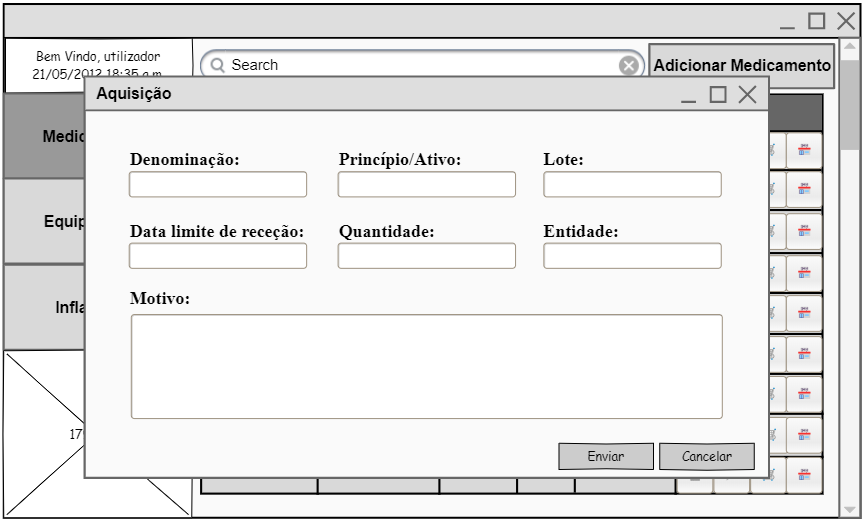 Bem Vindo, utilizador
21/05/2012 18:35 a.m.
Search
Adicionar Medicamento
Aquisição
Denominação:
Princípio/Ativo:
Lote:
Data limite de receção:
Quantidade:
Entidade:
Motivo:
Medic
Equip
Infla
17
Enviar
Cancelar